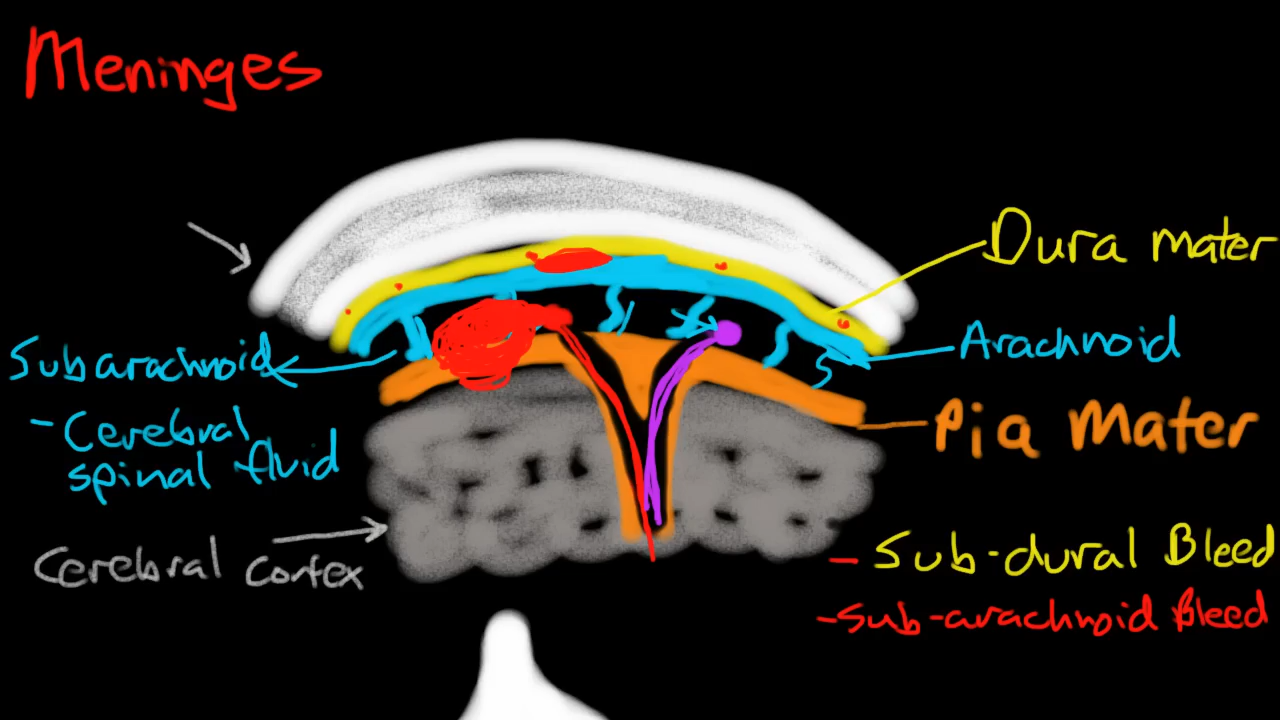 Meninges
Dura mater
Arachnoid
Subarachnoid
Pia Mater
- Cerebral
spinal fluid
Cerebral cortex
- Sub-dural Bleed
- Sub-arachnoid Bleed